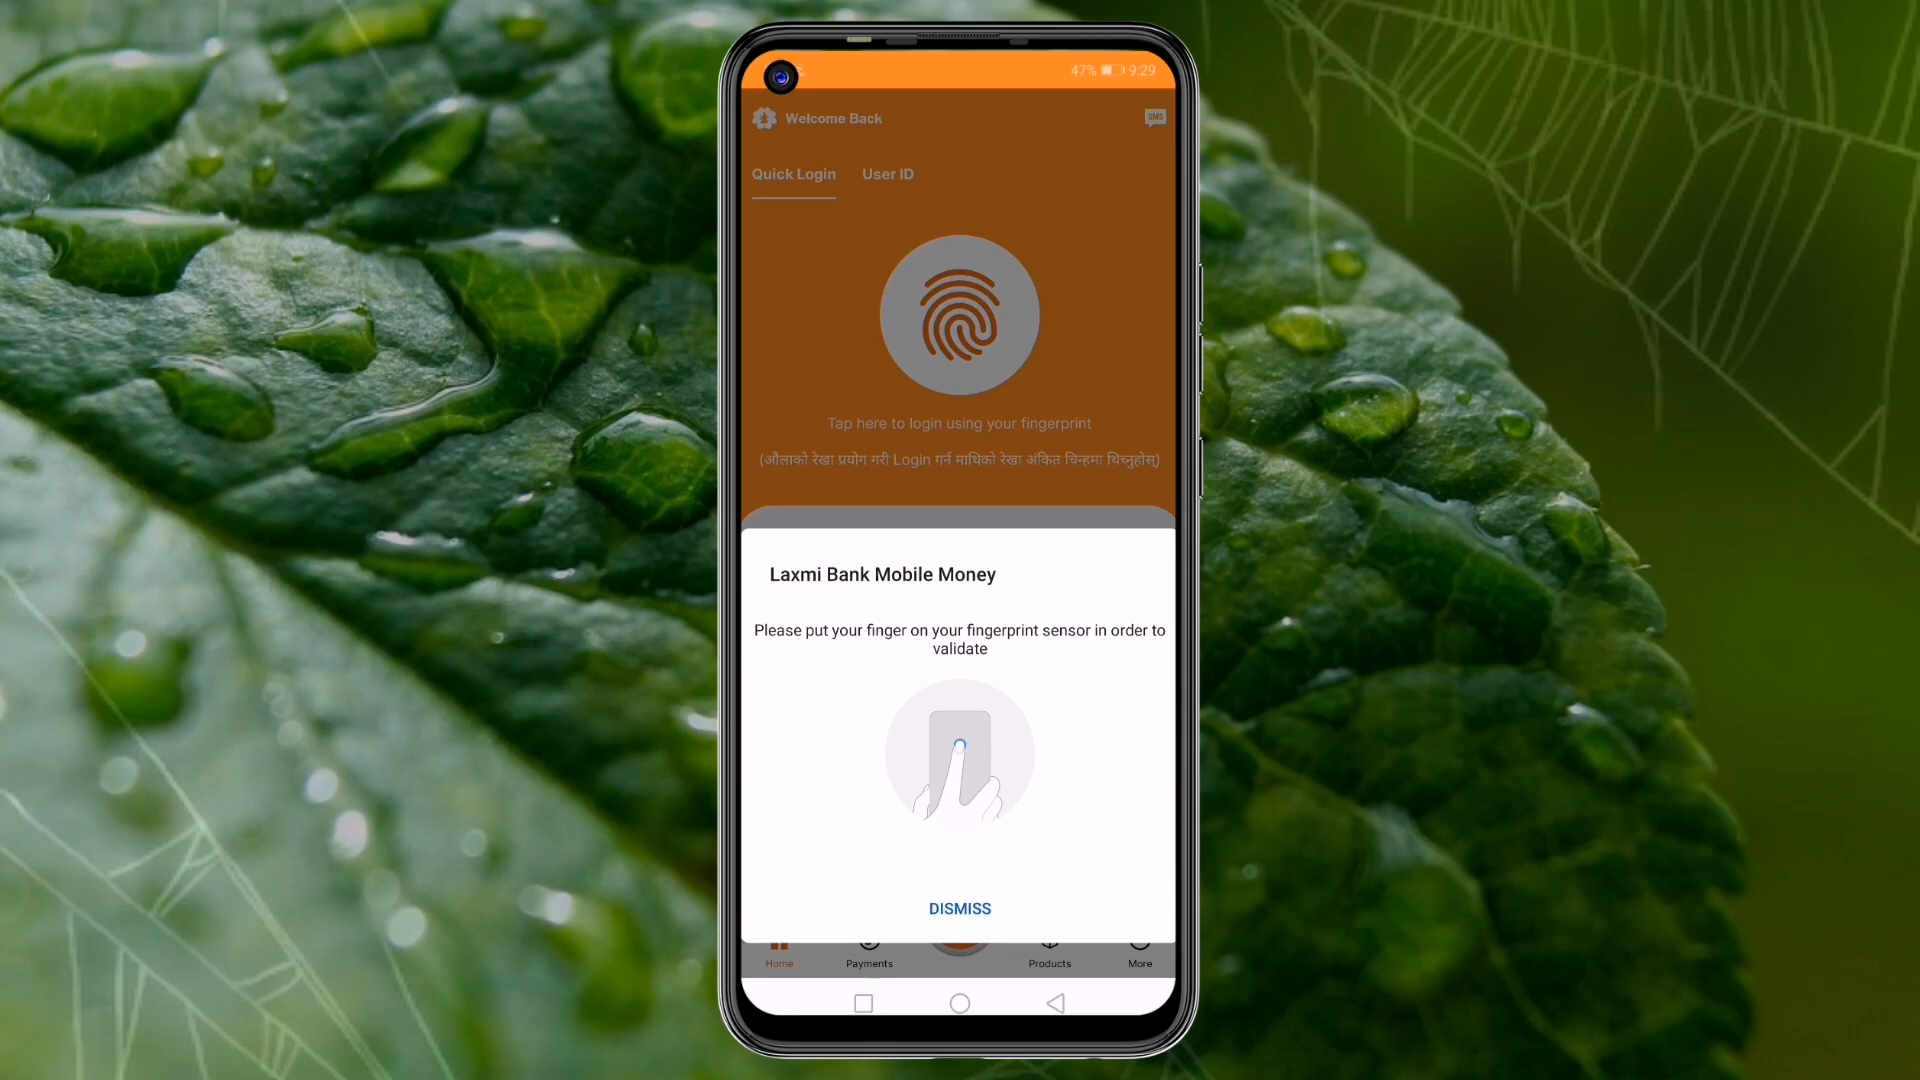 47% 9:29
Welcome Back
SMS
Quick Login User ID
Tap here to login using your fingerprint
(औलाको रेखा प्रयोग गरी Login गर्न माथिको रेखा अंकित चिन्हमा थिच्नुहोस्)
Laxmi Bank Mobile Money
Please put your finger on your fingerprint sensor in order to
validate
DISMISS
Home Payments Products More